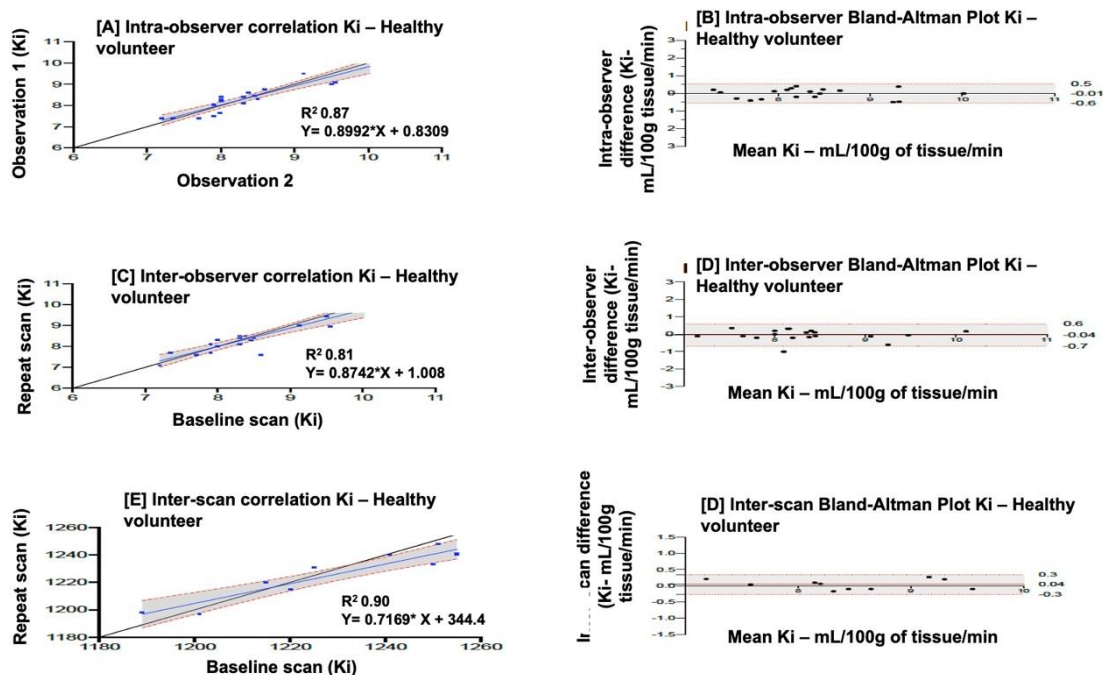 [A] Intra-observer correlation Ki – Healthy
volunteer
Observation 1 (Ki)
11
10
9
8
7
6
R² 0.87
Y= 0.8992*X + 0.8309
6 7 8 9 10 11
Observation 2
[B] Intra-observer Bland-Altman Plot Ki –
Healthy volunteer
Intra-observer
difference (Ki-
mL/100g tissue/min)
3
2
1
0
1
2
3
8 9 10 11
0.5
-0.01
-0.6
Mean Ki – mL/100g of tissue/min
[C] Inter-observer correlation Ki – Healthy
volunteer
Repeat scan (Ki)
11
10
9
8
7
6
R² 0.81
Y= 0.8742*X + 1.008
6 7 8 9 10 11
Baseline scan (Ki)
[D] Inter-observer Bland-Altman Plot Ki –
Healthy volunteer
Inter-observer
difference (Ki-
mL/100g tissue/min)
3
2
1
0
-1
-2
-3
8 9 10 11
0.6
-0.04
-0.7
Mean Ki – mL/100g of tissue/min
[E] Inter-scan correlation Ki – Healthy
volunteer
Repeat scan (Ki)
1260
1240
1220
1200
1180
R² 0.90
Y= 0.7169* X + 344.4
1180 1200 1220 1240 1260
Baseline scan (Ki)
[D] Inter-scan Bland-Altman Plot Ki – Healthy
volunteer
can difference
(Ki- mL/100g
tissue/min)
1.5
1.0
0.5
0.0
-0.5
-1.0
-1.5
8 9 10
0.3
0.04
-0.3
Mean Ki – mL/100g of tissue/min